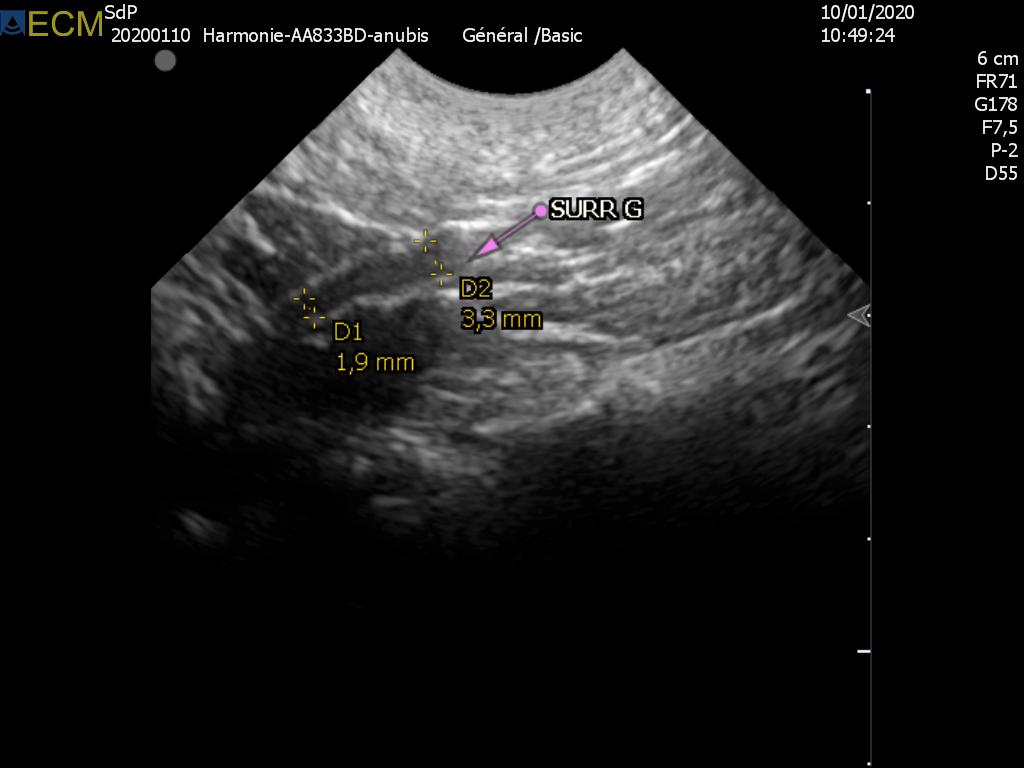 ECM
SdP
20200110 Harmonie-AA833BD-anubis Général /Basic
10/01/2020
10:49:24
6 cm
FR71
G178
F7,5
P-2
D55
SURR G
D2
3,3 mm
D1
1,9 mm